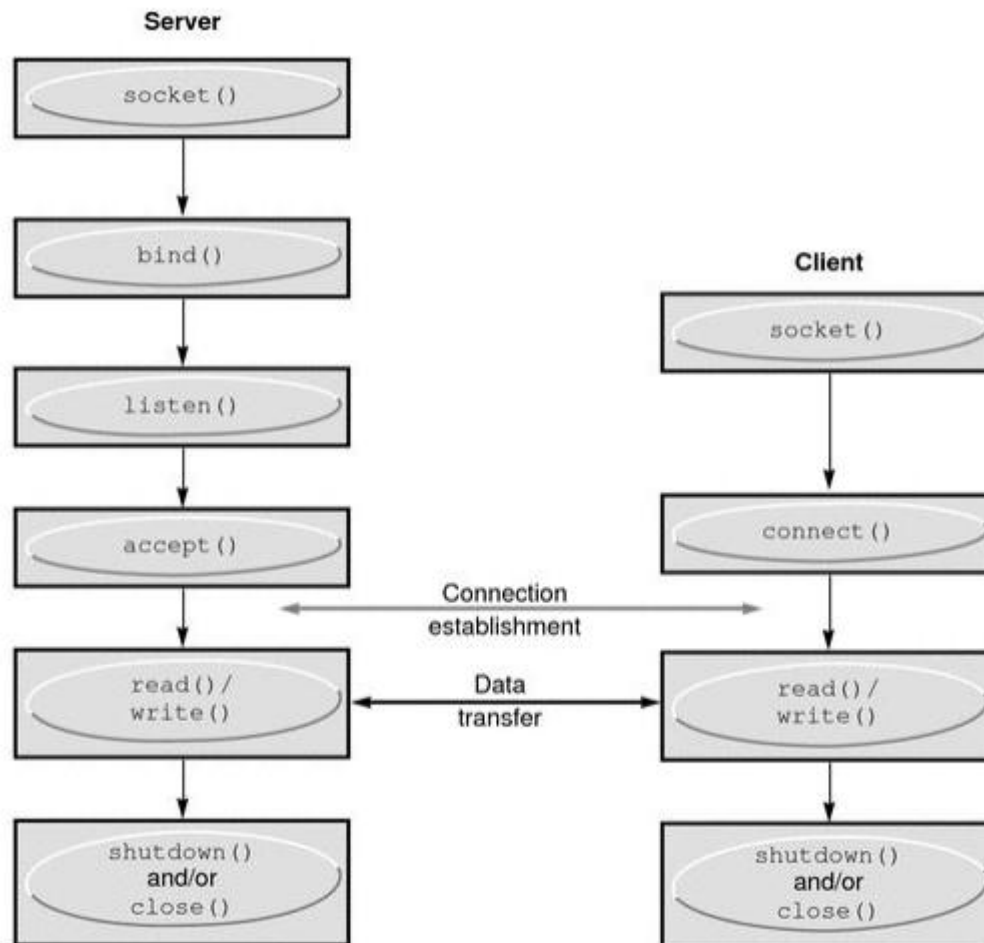 Server
socket()
bind()
listen()
accept()
read()/
write()
shutdown()
and/or
close()
Client
socket()
connect()
read()/
write()
shutdown()
and/or
close()
Connection
establishment
Data
transfer